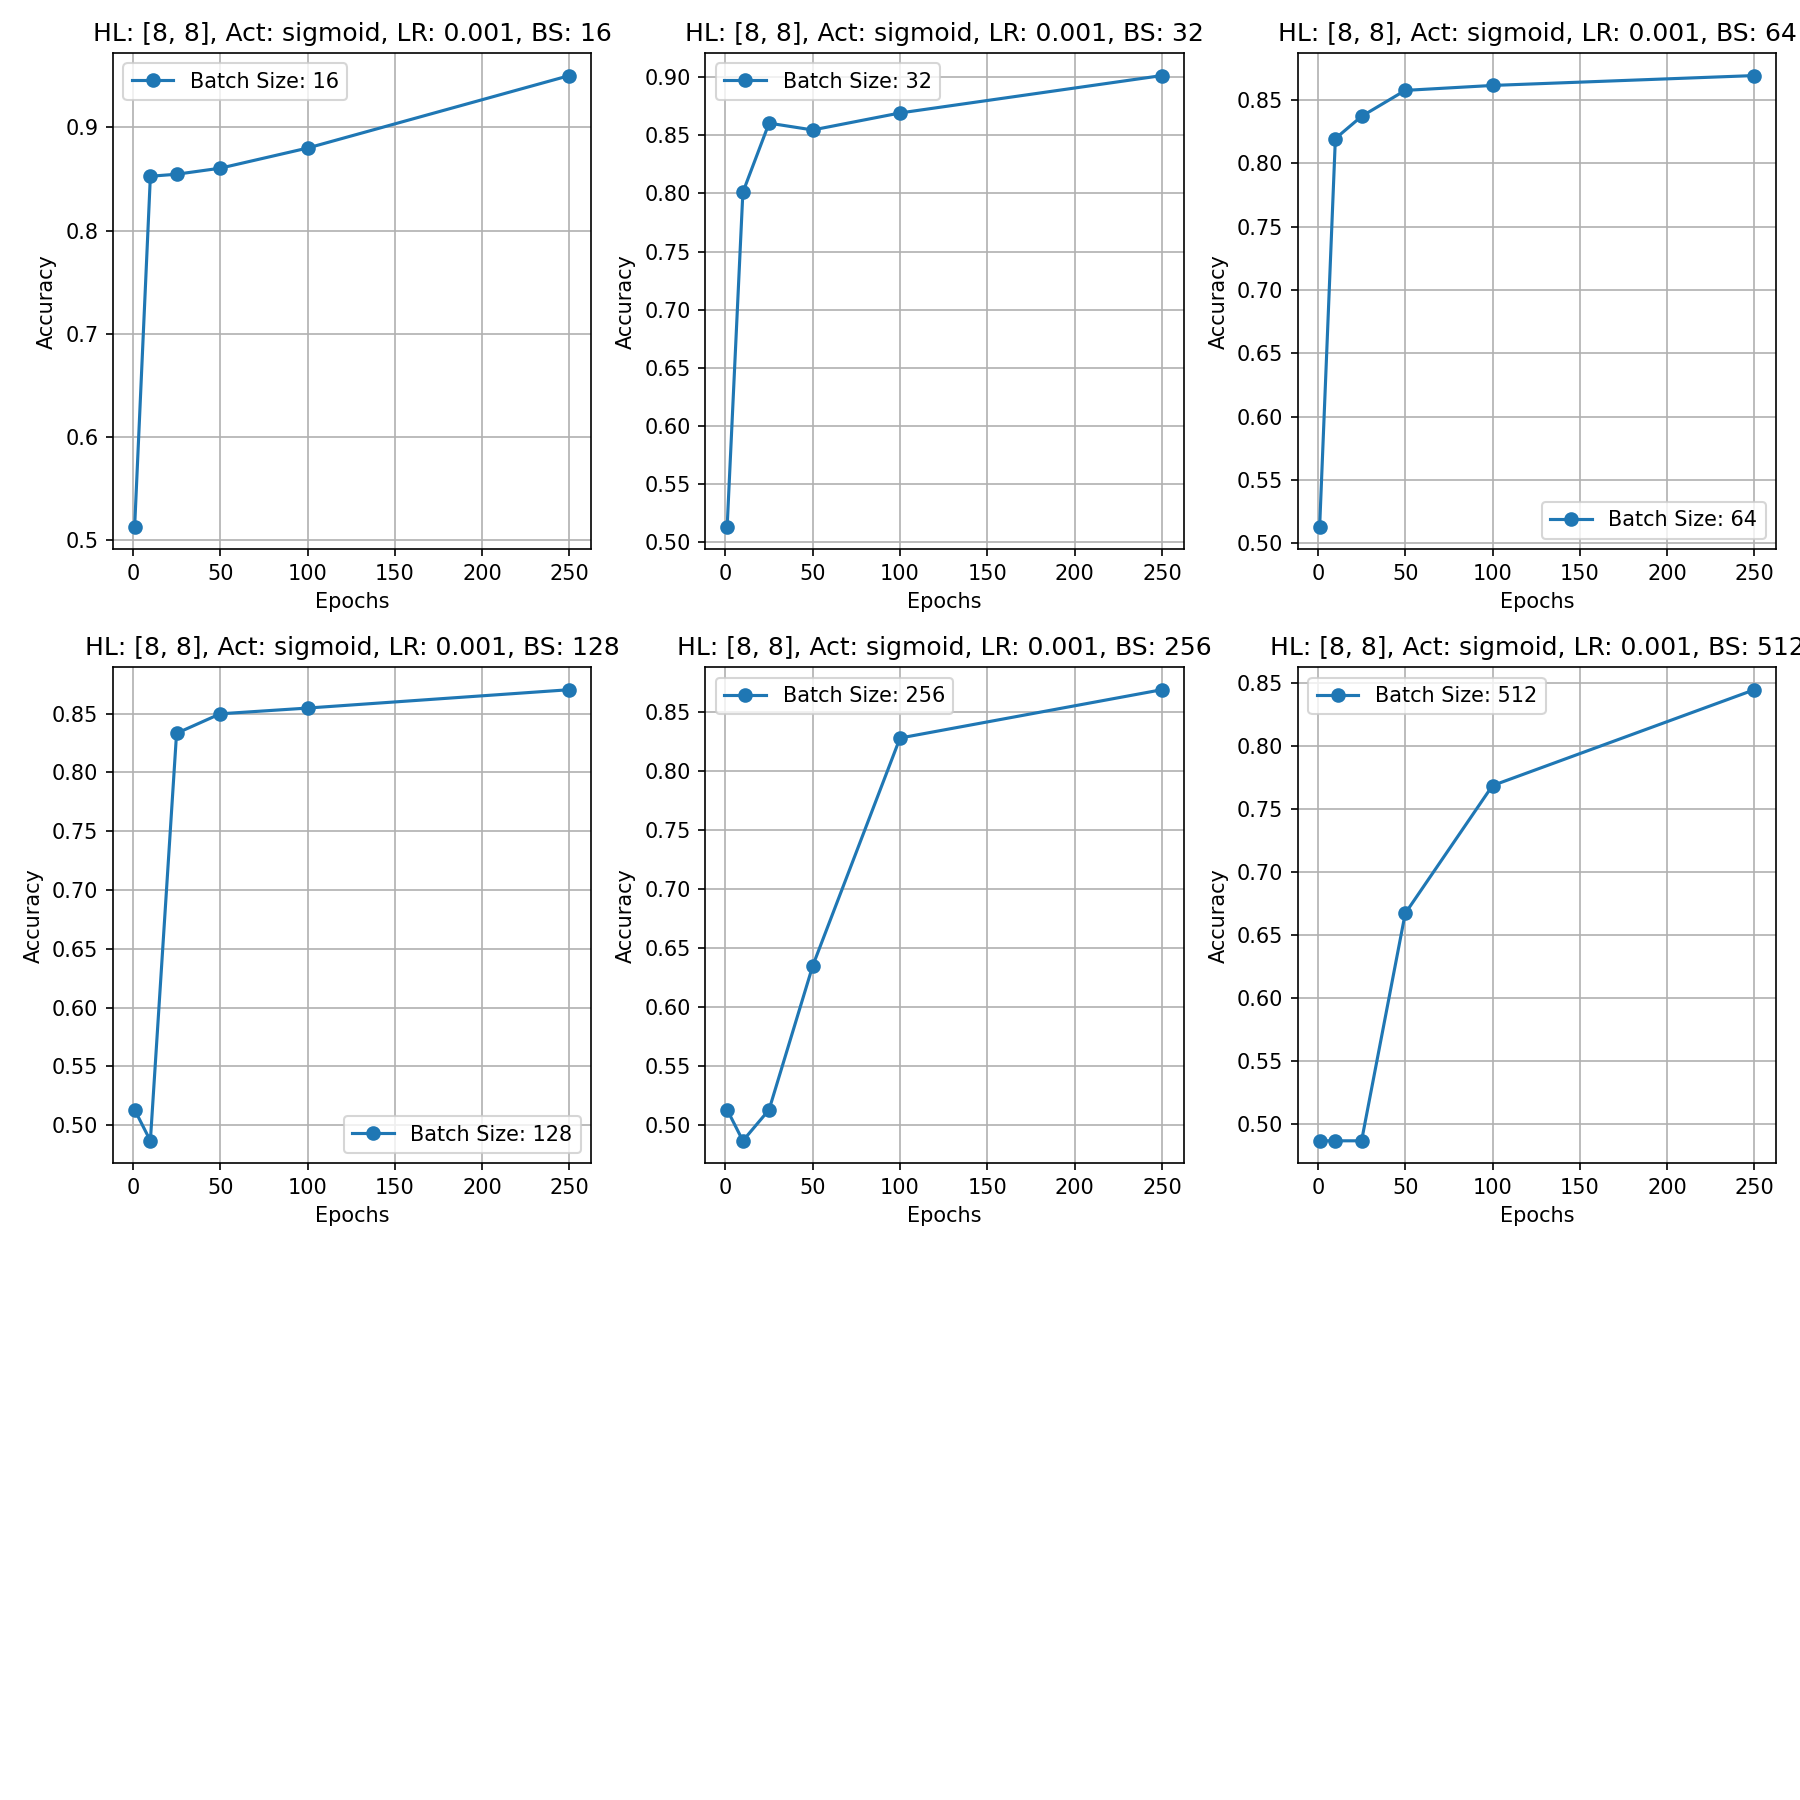 HL: [8, 8], Act: sigmoid, LR: 0.001, BS: 16
Batch Size: 16
0.9
0.8
0.7
0.6
0.5
Accuracy
0 50 100 150 200 250
Epochs
HL: [8, 8], Act: sigmoid, LR: 0.001, BS: 32
Batch Size: 32
0.90
0.85
0.80
0.75
0.70
0.65
0.60
0.55
0.50
Accuracy
0 50 100 150 200 250
Epochs
HL: [8, 8], Act: sigmoid, LR: 0.001, BS: 64
0.85
0.80
0.75
0.70
0.65
0.60
0.55
0.50
Accuracy
Batch Size: 64
0 50 100 150 200 250
Epochs
HL: [8, 8], Act: sigmoid, LR: 0.001, BS: 128
0.85
0.80
0.75
0.70
0.65
0.60
0.55
0.50
Accuracy
Batch Size: 128
0 50 100 150 200 250
Epochs
HL: [8, 8], Act: sigmoid, LR: 0.001, BS: 256
Batch Size: 256
0.85
0.80
0.75
0.70
0.65
0.60
0.55
0.50
Accuracy
0 50 100 150 200 250
Epochs
HL: [8, 8], Act: sigmoid, LR: 0.001, BS: 512
Batch Size: 512
0.85
0.80
0.75
0.70
0.65
0.60
0.55
0.50
Accuracy
0 50 100 150 200 250
Epochs